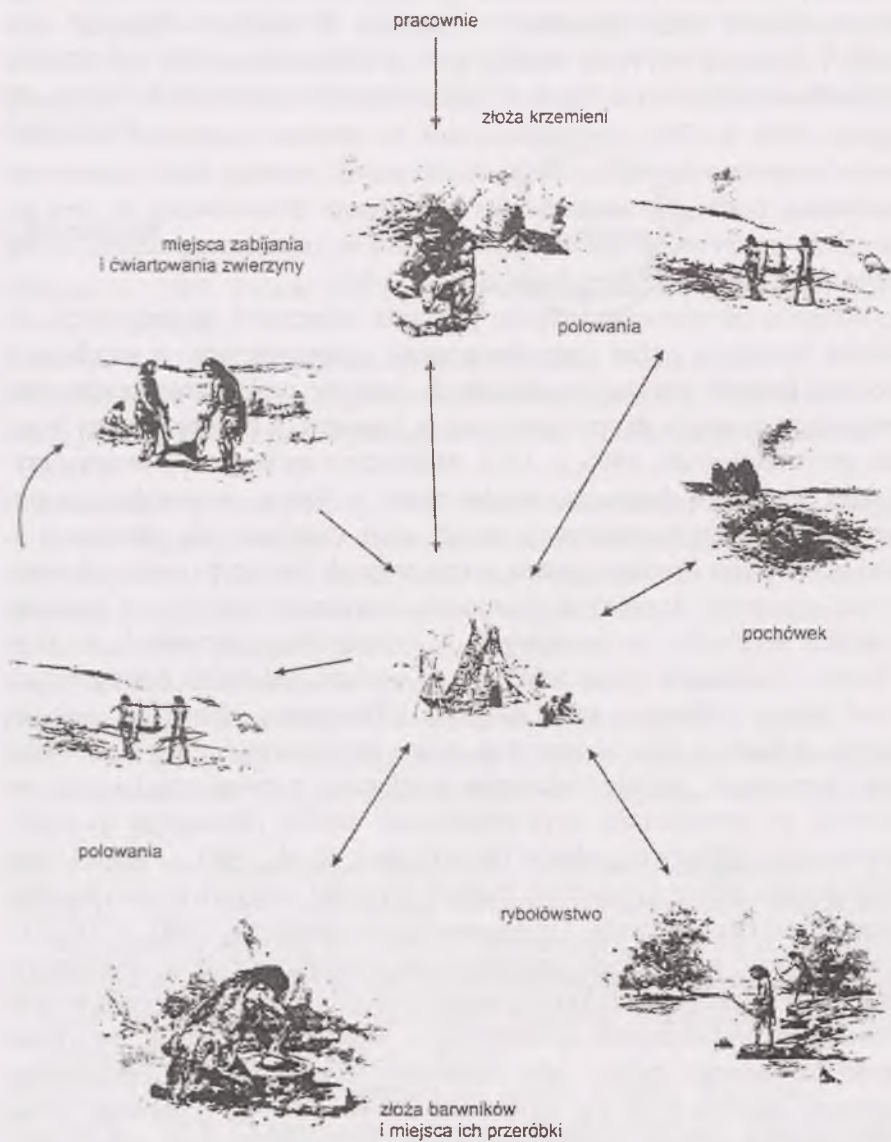 pracownie
złoża krzemieni
miejsca zabijania
i ćwiartowania zwierzyny
polowania
pochówek
polowania
rybołówstwo
złoża barwników
i miejsca ich przeróbki